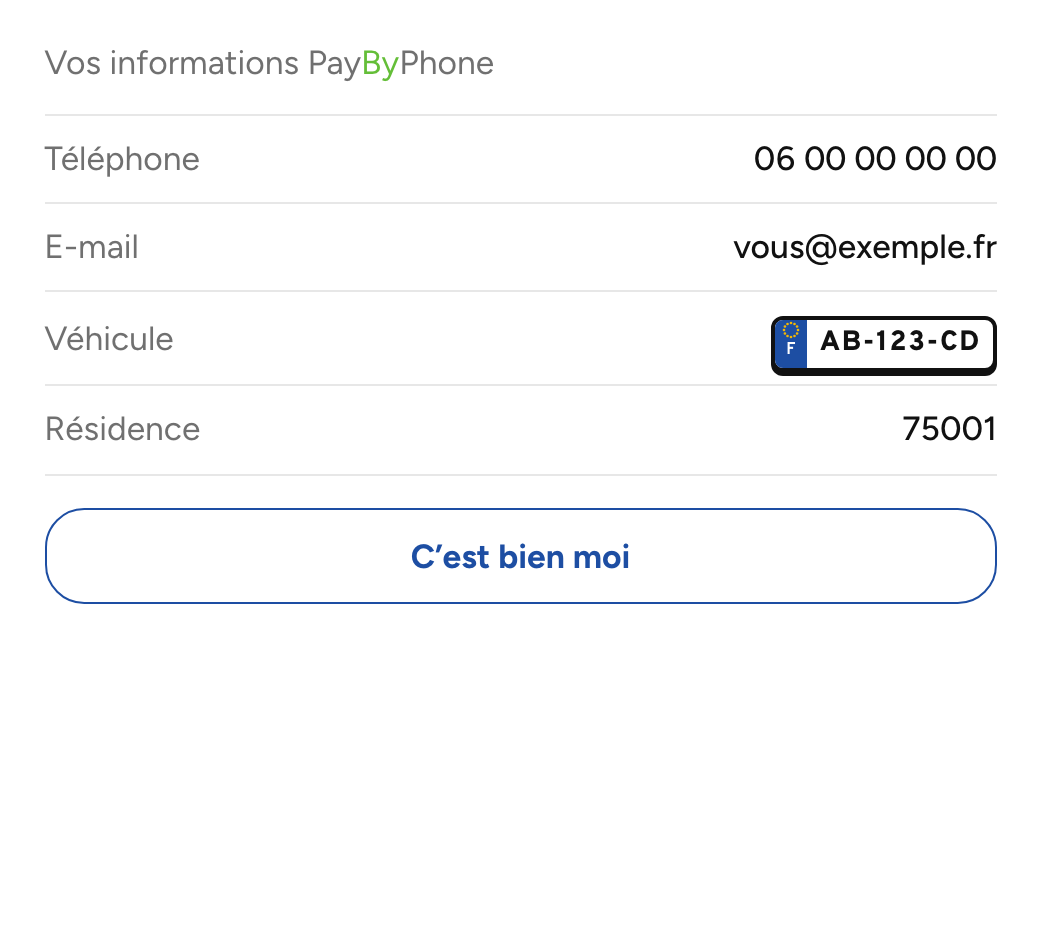 Vos informations PayByPhone
Téléphone 06 00 00 00 00
E-mail vous@exemple.fr
Véhicule F AB-123-CD
Résidence 75001
C’est bien moi